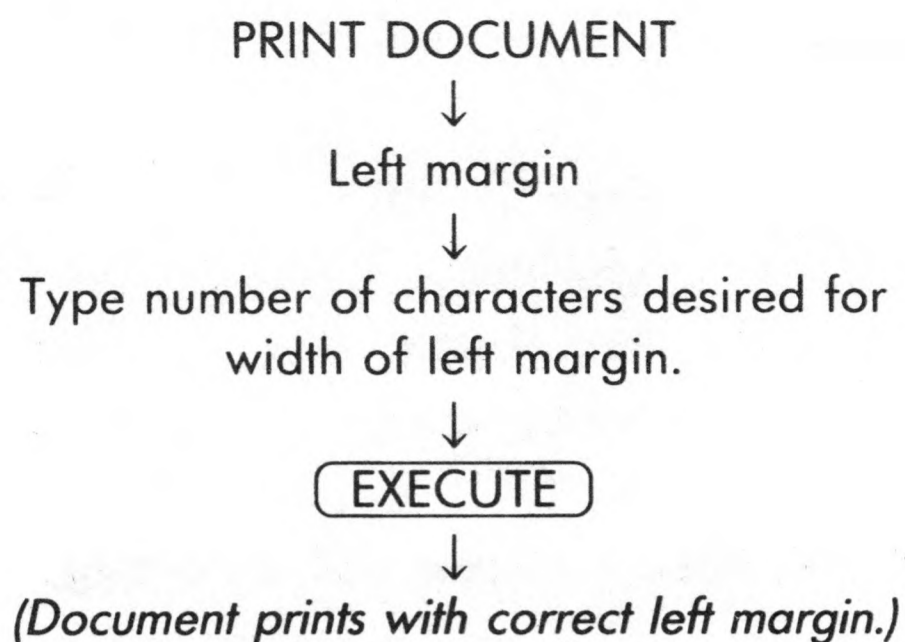 PRINT DOCUMENT
↓
Left margin
↓
Type number of characters desired for
width of left margin.
↓
EXECUTE
↓
(Document prints with correct left margin.)